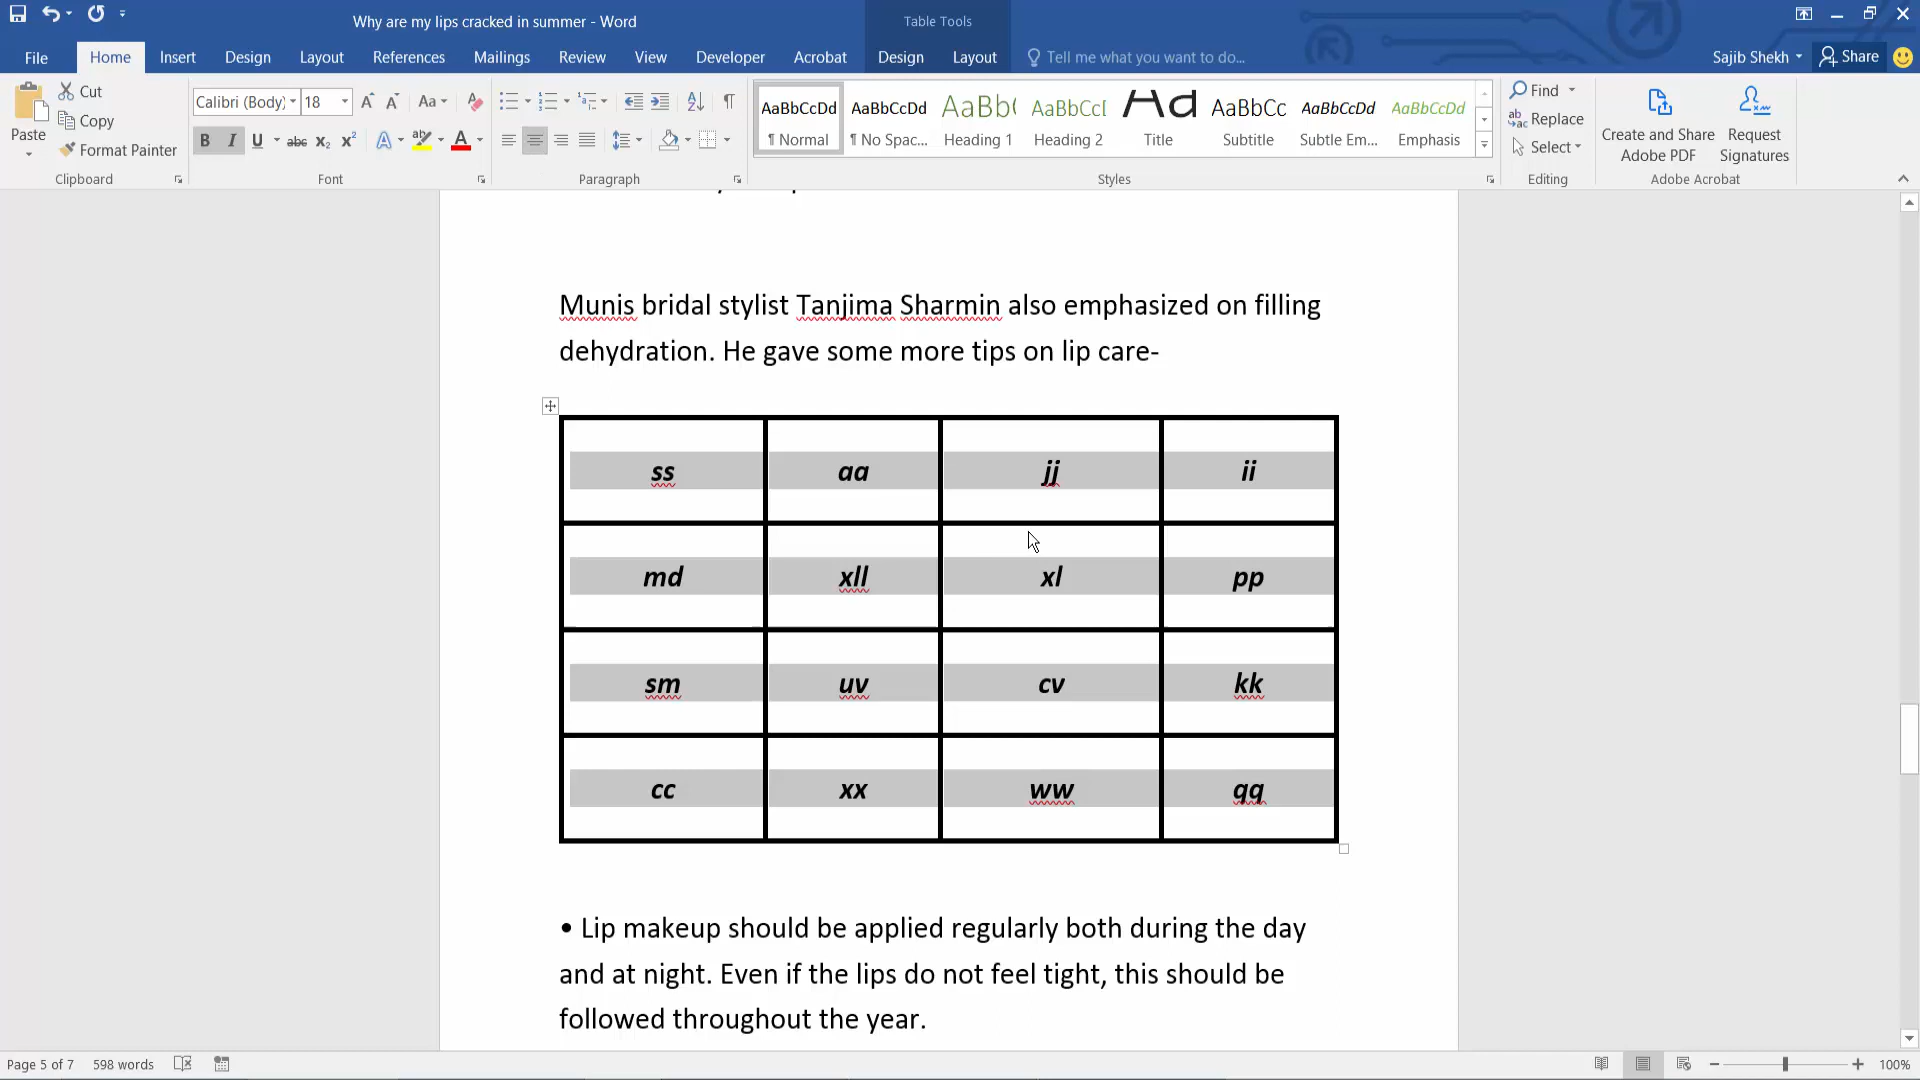 Why are my lips cracked in summer - Word
Table Tools
File Home Insert Design Layout References Mailings Review View Developer Acrobat Design Layout Tell me what you want to do... Sajib Shekh Share
Paste
Cut
Copy
Format Painter
Clipboard
Calibri (Body) 18
Font
Paragraph
AaBbCcDd AaBbCcDd AaBb( AaBbCc[ Ad AaBbCc AaBbCcDd AaBbCcDd
¶ Normal ¶ No Spac... Heading 1 Heading 2 Title Subtitle Subtle Em... Emphasis
Styles
Find
Replace
Select
Editing
Create and Share Adobe PDF
Request Signatures
Adobe Acrobat
Munis bridal stylist Tanjima Sharmin also emphasized on filling
dehydration. He gave some more tips on lip care-
ss aa jj ii
md xll xl pp
sm uv cv kk
cc xx ww qq
• Lip makeup should be applied regularly both during the day
and at night. Even if the lips do not feel tight, this should be
followed throughout the year.
Page 5 of 7 598 words 100%